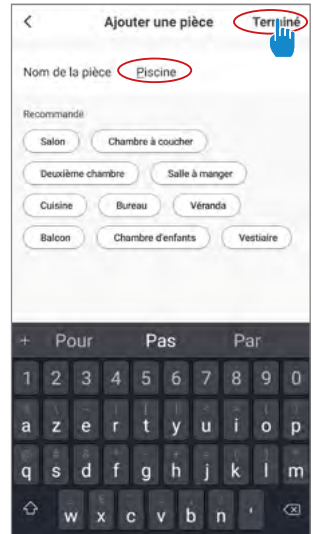 < Ajouter une pièce Terminé
Nom de la pièce Piscine
Recommandé
Salon Chambre à coucher
Deuxième chambre Salle à manger
Cuisine Bureau Véranda
Balcon Chambre d'enfants Vestiaire
+ Pour Pas Par
1 2 3 4 5 6 7 8 9 0
a z e r t y u i o p
q s d f g h j k l m
w x c v b n '